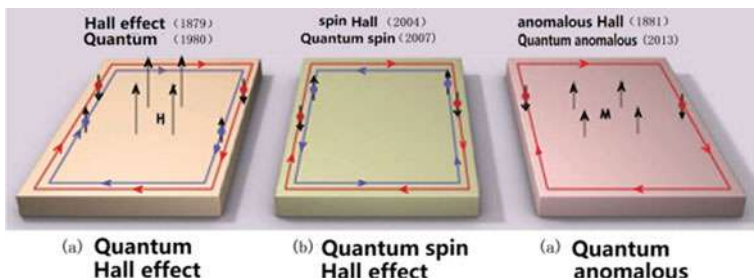 Hall effect (1879)
Quantum (1980)
spin Hall (2004)
Quantum spin (2007)
anomalous Hall (1881)
Quantum anomalous (2013)
H
M
(a) Quantum
Hall effect
(b) Quantum spin
Hall effect
(a) Quantum
anomalous